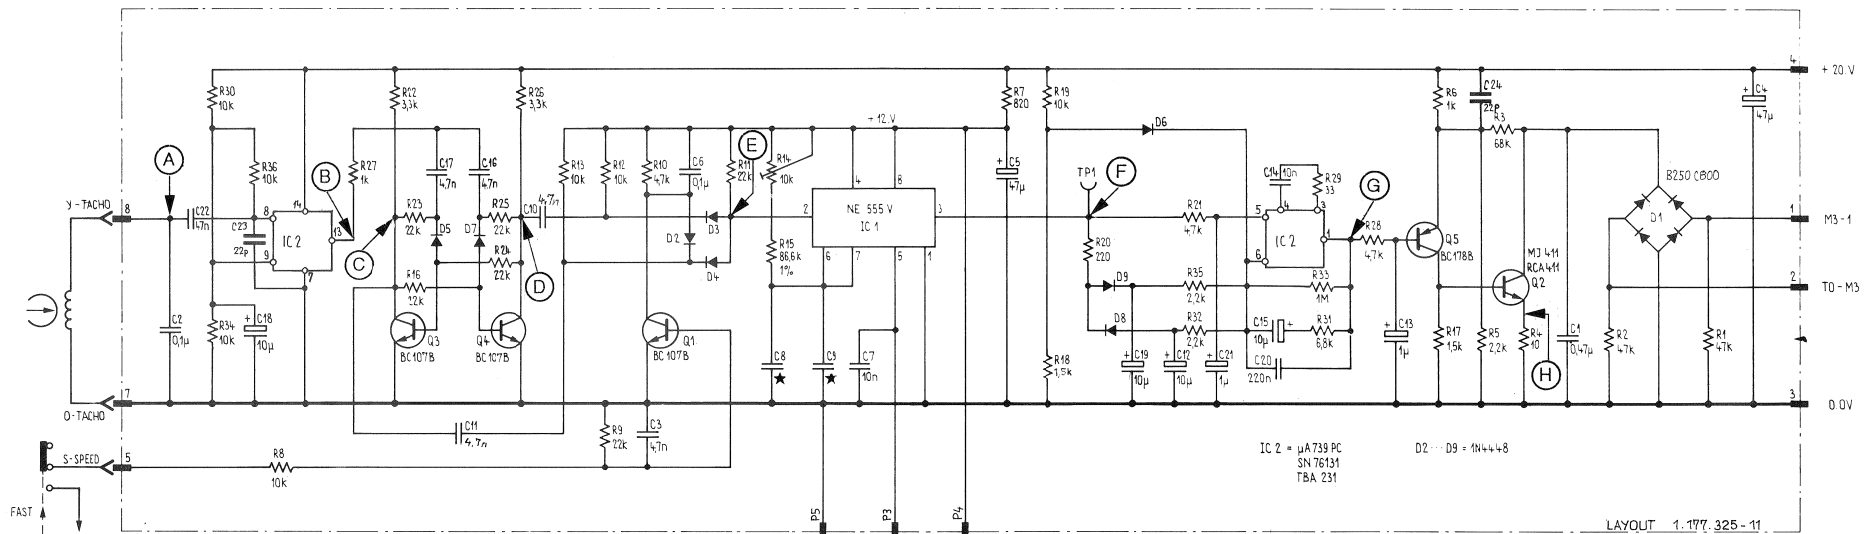 4
+ 20.V
R30
10k
R22
3,3k
R26
3,3k
R7
820
R19
10k
R6
1k
C24
22P
R3
68k
C4
47µ
+ 12.V
D6
A
R36
10k
B
R27
1k
C17
4,7n
C16
4,7n
R13
10k
R12
10k
R10
4,7k
C6
0,1µ
R11
22k
E
R14
10k
C5
47µ
TP1
F
C14
10n
R29
33
G
B250 C800
Y-TACHO
8
C22
47n
C23
22p
8
9
14
13
7
IC 2
C
R23
22k
R25
22k
D5
D7
R24
22k
R16
22k
D
C10
4,7n
D3
D2
D4
4
8
2
3
NE 555 V
IC 1
6
7
5
1
R15
86,6k
1%
R21
4,7k
R20
220
D9
R35
2,2k
D8
R32
2,2k
5
4
3
6
1
IC 2
R28
4,7k
R33
1M
C15
10µ
R31
6,8k
C20
220n
Q5
BC178B
MJ 411
RCA 411
Q2
D1
1
M3-1
2
TO-M3
C2
0,1µ
R34
10k
C18
10µ
Q3
BC107B
Q4
BC107B
Q1
BC107B
C8
★
C9
★
C7
10n
R18
1,5k
C19
10µ
C12
10µ
C21
1µ
C13
1µ
R17
1,5k
R5
2,2k
R4
10
H
C1
0,47µ
R2
47k
R1
47k
7
O-TACHO
3
0.0V
C11
4,7n
R9
22k
C3
4,7n
S-SPEED
5
R8
10k
FAST
IC 2 = µA739 PC
SN 76131
TBA 231
D2...D9 = 1N4448
P5
P3
P4
LAYOUT 1.177.325-11